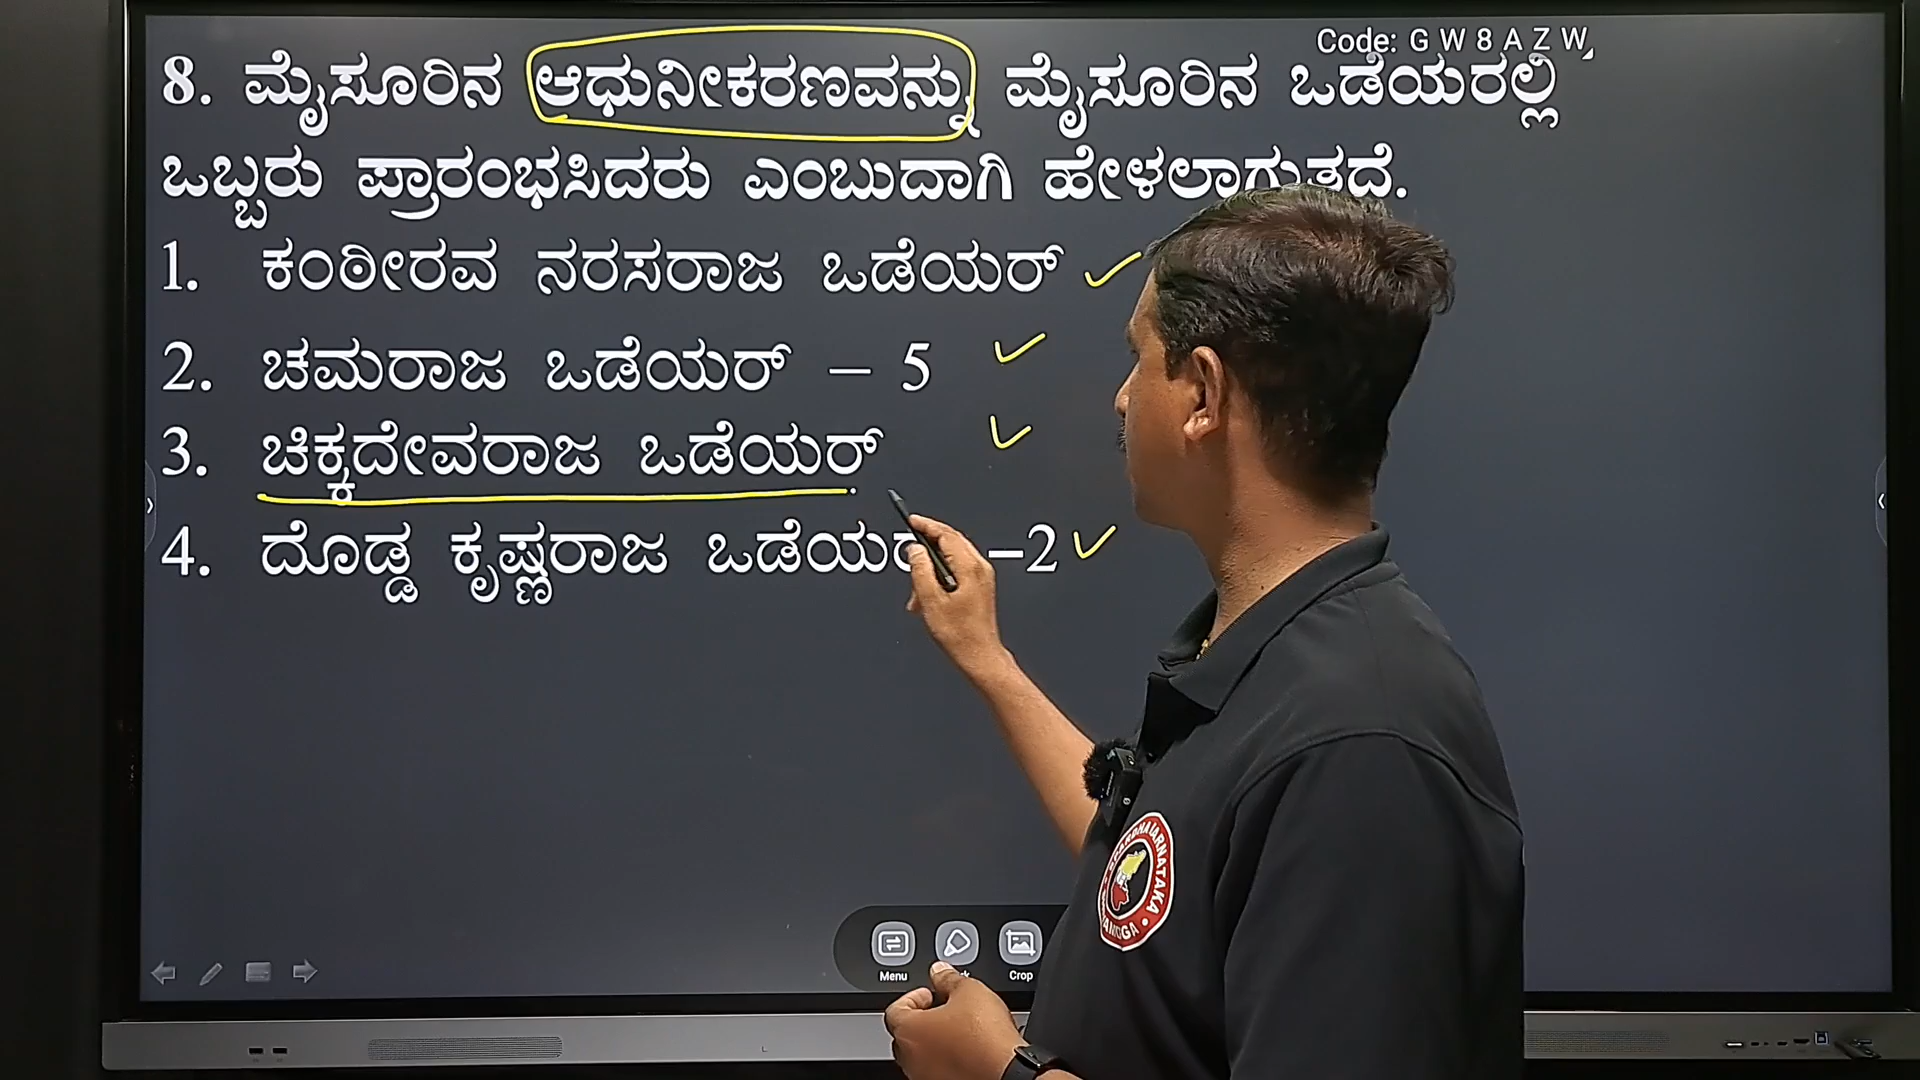 Code: G W 8 A Z W
8. ಮೈಸೂರಿನ ಆಧುನೀಕರಣವನ್ನು ಮೈಸೂರಿನ ಒಡೆಯರಲ್ಲಿ
ಒಬ್ಬರು ಪ್ರಾರಂಭಸಿದರು ಎಂಬುದಾಗಿ ಹೇಳಲಾಗುತ್ತದೆ.
1. ಕಂಠೀರವ ನರಸರಾಜ ಒಡೆಯರ್
2. ಚಮರಾಜ ಒಡೆಯರ್ – 5
3. ಚಿಕ್ಕದೇವರಾಜ ಒಡೆಯರ್
4. ದೊಡ್ಡ ಕೃಷ್ಣರಾಜ ಒಡೆಯರ್ –2
Menu
Crop